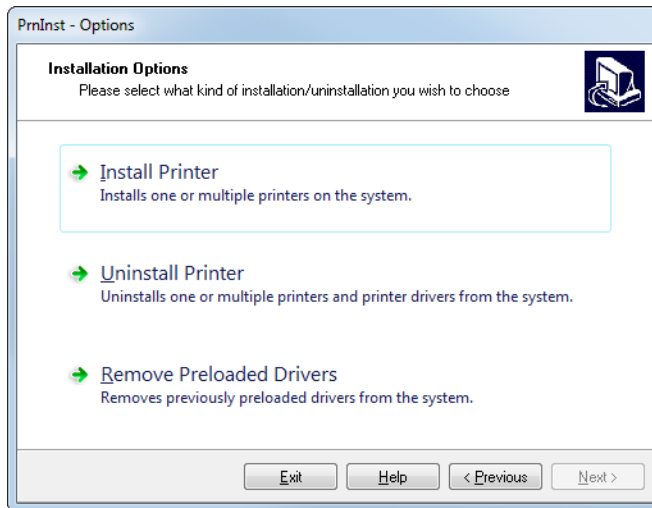 PrnInst - Options
Installation Options
Please select what kind of installation/uninstallation you wish to choose
Install Printer
Installs one or multiple printers on the system.
Uninstall Printer
Uninstalls one or multiple printers and printer drivers from the system.
Remove Preloaded Drivers
Removes previously preloaded drivers from the system.
Exit Help < Previous Next >